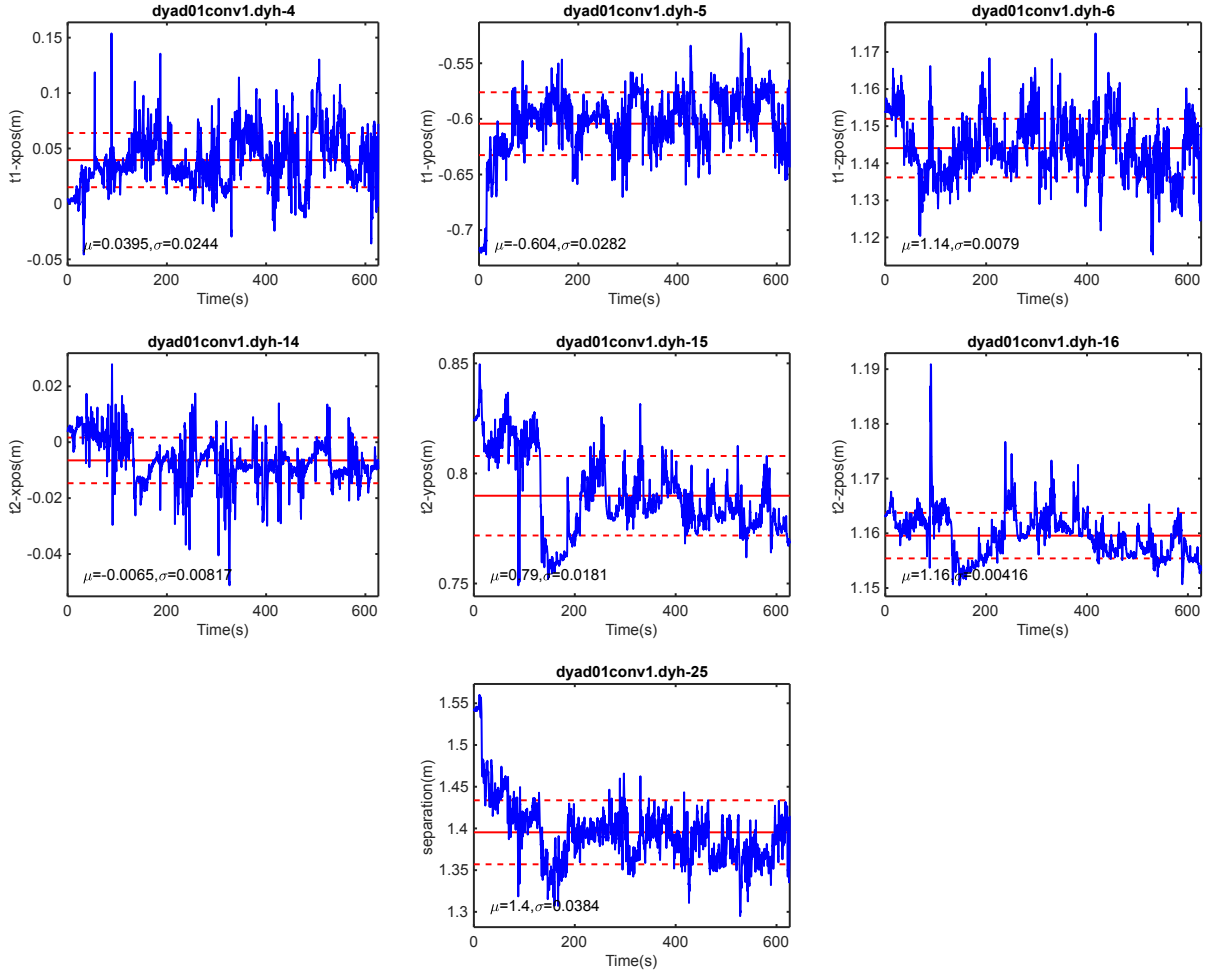 dyad01conv1.dyh-4
t1-xpos(m)
0.15
0.1
0.05
0
-0.05
μ=0.0395,σ=0.0244
0 200 400 600
Time(s)
dyad01conv1.dyh-5
t1-ypos(m)
-0.55
-0.6
-0.65
-0.7
μ=-0.604,σ=0.0282
0 200 400 600
Time(s)
dyad01conv1.dyh-6
t1-zpos(m)
1.17
1.16
1.15
1.14
1.13
1.12
μ=1.14,σ=0.0079
0 200 400 600
Time(s)
dyad01conv1.dyh-14
t2-xpos(m)
0.02
0
-0.02
-0.04
μ=-0.0065,σ=0.00817
0 200 400 600
Time(s)
dyad01conv1.dyh-15
t2-ypos(m)
0.85
0.8
0.75
μ=0.79,σ=0.0181
0 200 400 600
Time(s)
dyad01conv1.dyh-16
t2-zpos(m)
1.19
1.18
1.17
1.16
1.15
μ=1.16,σ=0.00416
0 200 400 600
Time(s)
dyad01conv1.dyh-25
separation(m)
1.55
1.5
1.45
1.4
1.35
1.3
μ=1.4,σ=0.0384
0 200 400 600
Time(s)